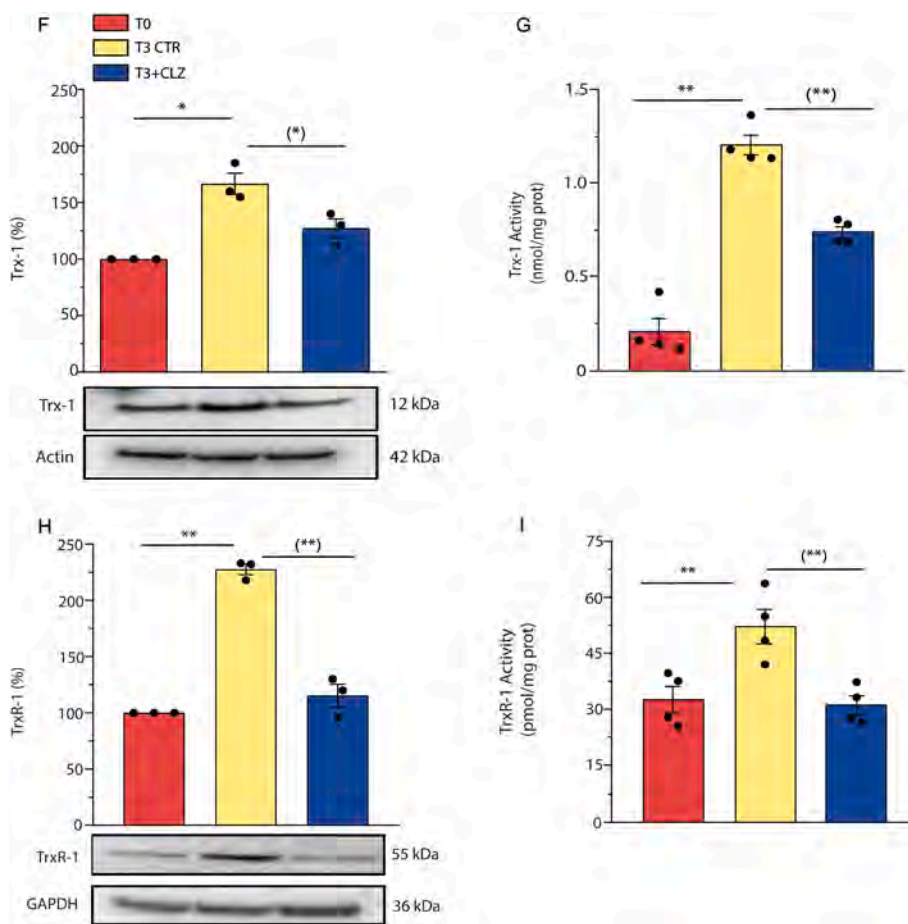 F
T0
T3 CTR
T3+CLZ
250
200
150
100
50
0
Trx-1 (%)
*
(*)
Trx-1
12 kDa
Actin
42 kDa
G
1.5
1.0
0.5
0
Trx-1 Activity
(nmol/mg prot)
**
(**)
H
250
200
150
100
50
0
TrxR-1 (%)
**
(**)
TrxR-1
55 kDa
GAPDH
36 kDa
I
75
60
45
30
15
0
TrxR-1 Activity
(pmol/mg prot)
**
(**)